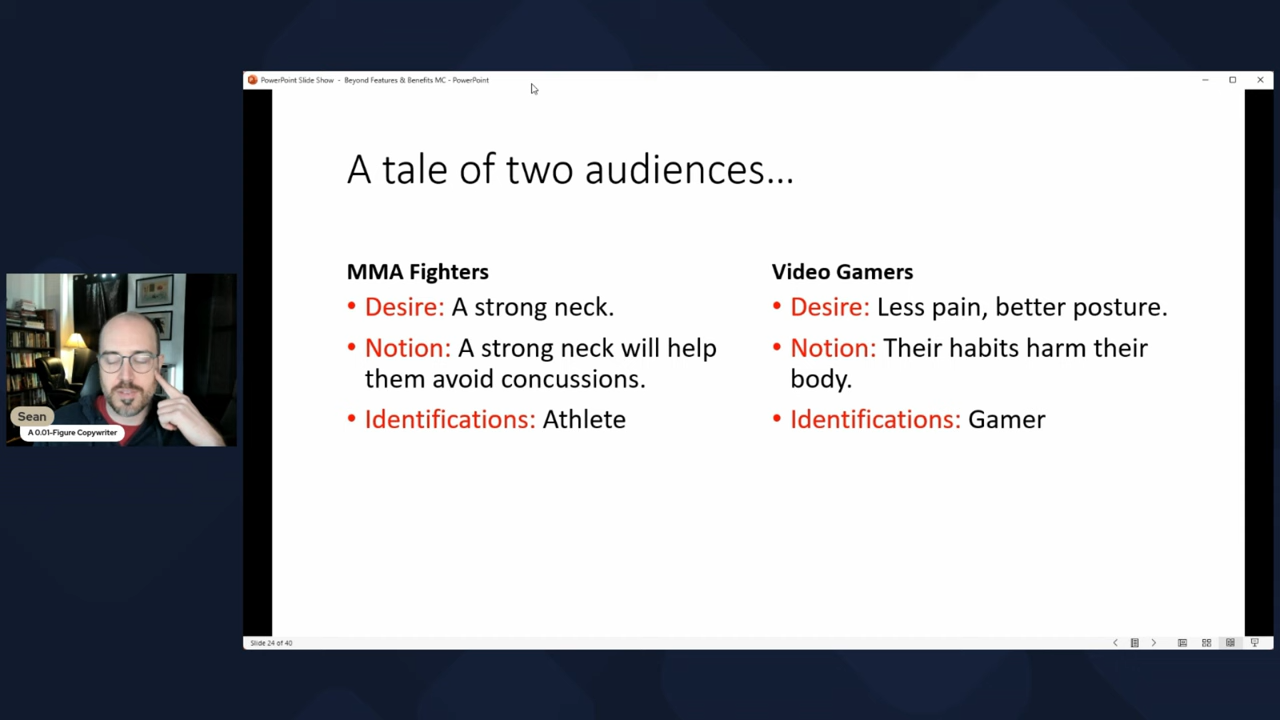 PowerPoint Slide Show - Beyond Features & Benefits MC - PowerPoint
A tale of two audiences...
MMA Fighters
• Desire: A strong neck.
• Notion: A strong neck will help
them avoid concussions.
• Identifications: Athlete
Video Gamers
• Desire: Less pain, better posture.
• Notion: Their habits harm their
body.
• Identifications: Gamer
Sean
A 0.01-Figure Copywriter
Slide 24 of 40